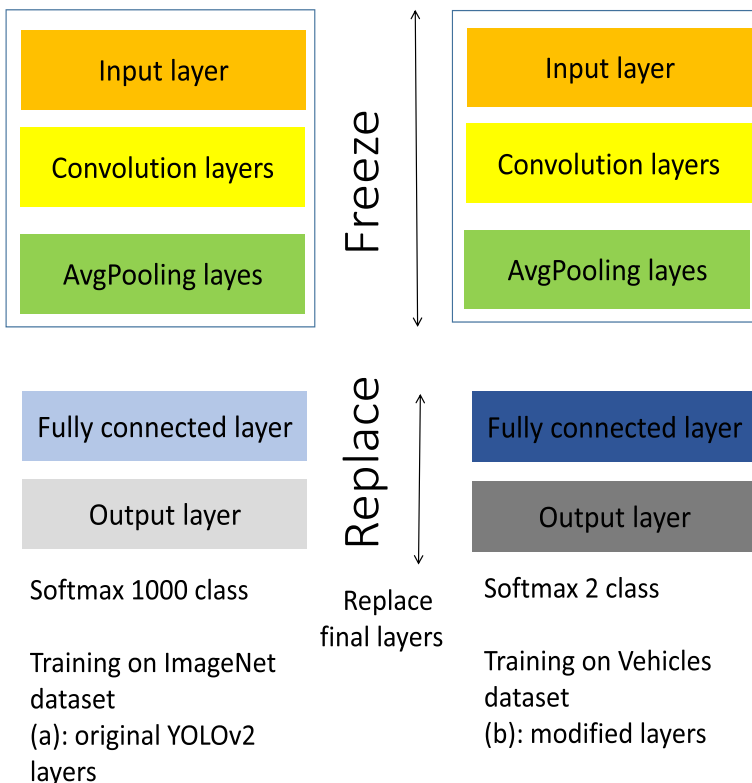 Input layer
Convolution layers
AvgPooling layes
Fully connected layer
Output layer
Softmax 1000 class
Training on ImageNet
dataset
(a): original YOLOv2
layers
Freeze
Replace
Replace
final layers
Input layer
Convolution layers
AvgPooling layes
Fully connected layer
Output layer
Softmax 2 class
Training on Vehicles
dataset
(b): modified layers